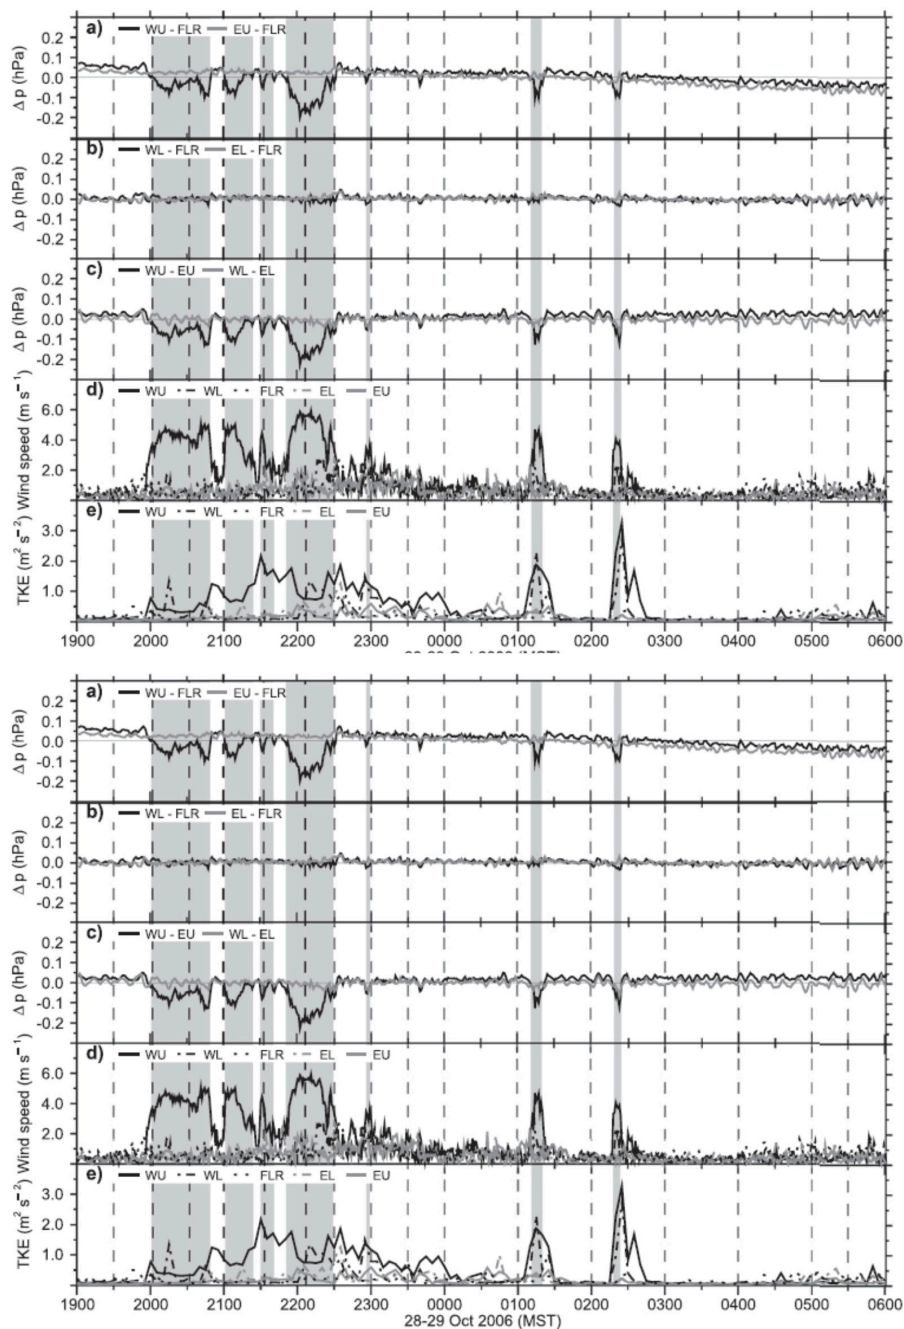 a) WU - FLR EU - FLR
Δ p (hPa)
0.2
0.1
0.0
-0.1
-0.2
b) WL - FLR EL - FLR
Δ p (hPa)
0.2
0.1
0.0
-0.1
-0.2
c) WU - EU WL - EL
Δ p (hPa)
0.2
0.1
0.0
-0.1
-0.2
d) WU WL FLR EL EU
Wind speed (m s⁻¹)
6.0
4.0
2.0
e) WU WL FLR EL EU
TKE (m² s⁻²)
3.0
2.0
1.0
1900 2000 2100 2200 2300 0000 0100 0200 0300 0400 0500 0600
a) WU - FLR EU - FLR
Δ p (hPa)
0.2
0.1
0.0
-0.1
-0.2
b) WL - FLR EL - FLR
Δ p (hPa)
0.2
0.1
0.0
-0.1
-0.2
c) WU - EU WL - EL
Δ p (hPa)
0.2
0.1
0.0
-0.1
-0.2
d) WU WL FLR EL EU
Wind speed (m s⁻¹)
6.0
4.0
2.0
e) WU WL FLR EL EU
TKE (m² s⁻²)
3.0
2.0
1.0
1900 2000 2100 2200 2300 0000 0100 0200 0300 0400 0500 0600
28-29 Oct 2006 (MST)